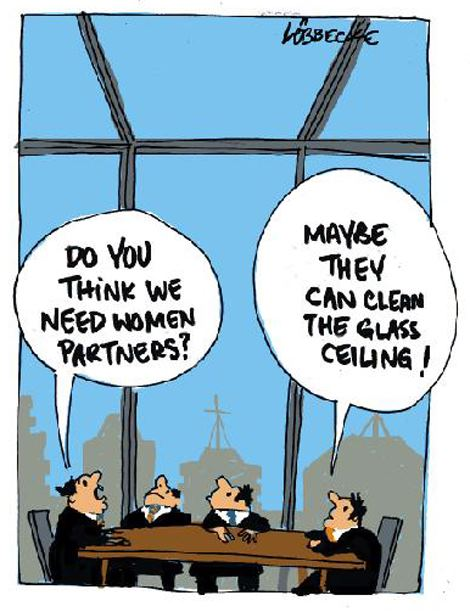 LÖBBECKE
DO YOU
THINK WE
NEED WOMEN
PARTNERS?
MAYBE
THEY
CAN CLEAN
THE GLASS
CEILING!